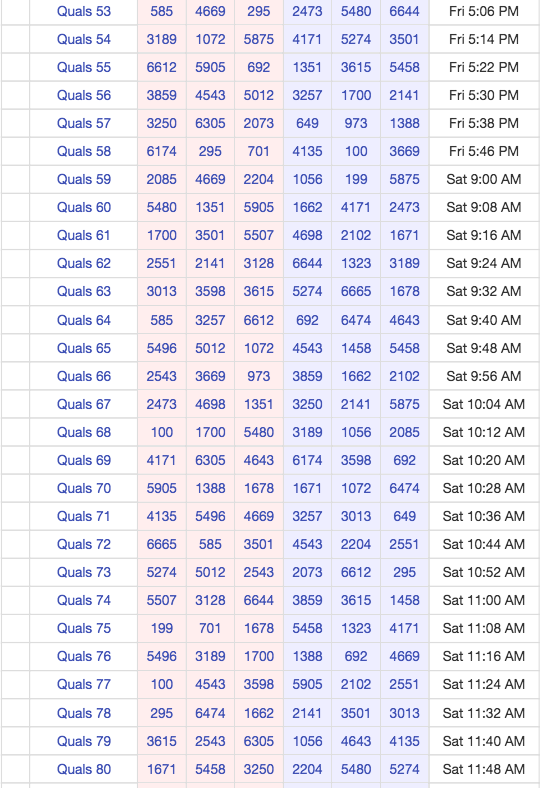 Quals 53 585 4669 295 2473 5480 6644 Fri 5:06 PM
Quals 54 3189 1072 5875 4171 5274 3501 Fri 5:14 PM
Quals 55 6612 5905 692 1351 3615 5458 Fri 5:22 PM
Quals 56 3859 4543 5012 3257 1700 2141 Fri 5:30 PM
Quals 57 3250 6305 2073 649 973 1388 Fri 5:38 PM
Quals 58 6174 295 701 4135 100 3669 Fri 5:46 PM
Quals 59 2085 4669 2204 1056 199 5875 Sat 9:00 AM
Quals 60 5480 1351 5905 1662 4171 2473 Sat 9:08 AM
Quals 61 1700 3501 5507 4698 2102 1671 Sat 9:16 AM
Quals 62 2551 2141 3128 6644 1323 3189 Sat 9:24 AM
Quals 63 3013 3598 3615 5274 6665 1678 Sat 9:32 AM
Quals 64 585 3257 6612 692 6474 4643 Sat 9:40 AM
Quals 65 5496 5012 1072 4543 1458 5458 Sat 9:48 AM
Quals 66 2543 3669 973 3859 1662 2102 Sat 9:56 AM
Quals 67 2473 4698 1351 3250 2141 5875 Sat 10:04 AM
Quals 68 100 1700 5480 3189 1056 2085 Sat 10:12 AM
Quals 69 4171 6305 4643 6174 3598 692 Sat 10:20 AM
Quals 70 5905 1388 1678 1671 1072 6474 Sat 10:28 AM
Quals 71 4135 5496 4669 3257 3013 649 Sat 10:36 AM
Quals 72 6665 585 3501 4543 2204 2551 Sat 10:44 AM
Quals 73 5274 5012 2543 2073 6612 295 Sat 10:52 AM
Quals 74 5507 3128 6644 3859 3615 1458 Sat 11:00 AM
Quals 75 199 701 1678 5458 1323 4171 Sat 11:08 AM
Quals 76 5496 3189 1700 1388 692 4669 Sat 11:16 AM
Quals 77 100 4543 3598 5905 2102 2551 Sat 11:24 AM
Quals 78 295 6474 1662 2141 3501 3013 Sat 11:32 AM
Quals 79 3615 2543 6305 1056 4643 4135 Sat 11:40 AM
Quals 80 1671 5458 3250 2204 5480 5274 Sat 11:48 AM